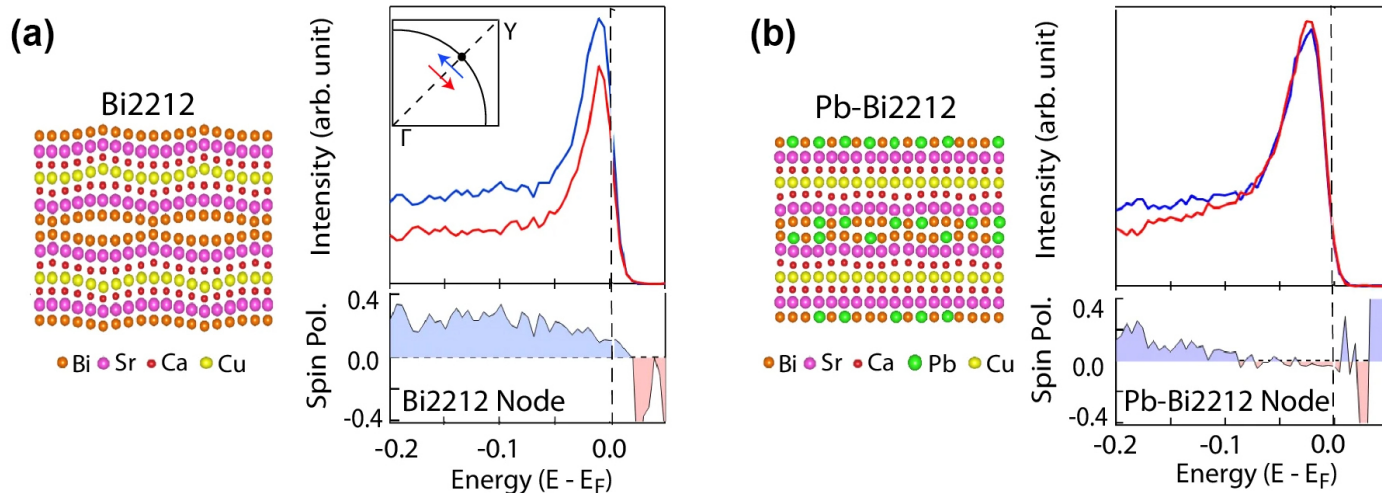 (a)
Bi2212
Bi Sr Ca Cu
Intensity (arb. unit)
Y
Γ
Spin Pol.
0.4
0.0
-0.4
Bi2212 Node
-0.2 -0.1 0.0
Energy (E - EF)
(b)
Pb-Bi2212
Bi Sr Ca Pb Cu
Intensity (arb. unit)
Spin Pol.
0.4
0.0
-0.4
Pb-Bi2212 Node
-0.2 -0.1 0.0
Energy (E - EF)